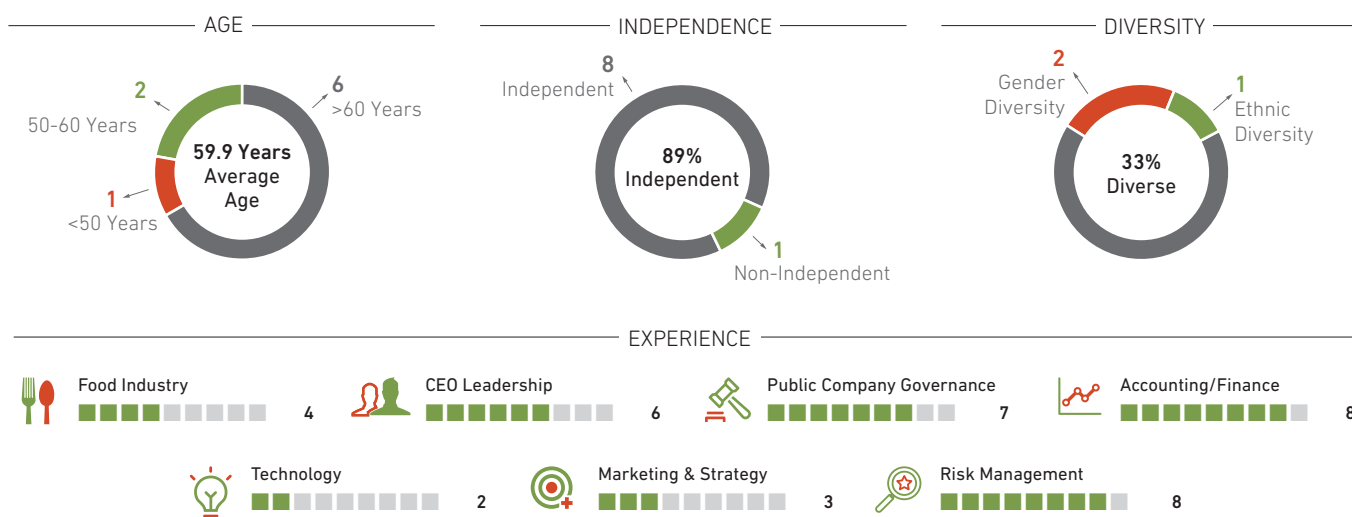 AGE
2
50-60 Years
6
>60 Years
59.9 Years
Average
Age
1
<50 Years
INDEPENDENCE
8
Independent
89%
Independent
1
Non-Independent
DIVERSITY
2
Gender
Diversity
1
Ethnic
Diversity
33%
Diverse
EXPERIENCE
Food Industry
4
CEO Leadership
6
Public Company Governance
7
Accounting/Finance
8
Technology
2
Marketing & Strategy
3
Risk Management
8